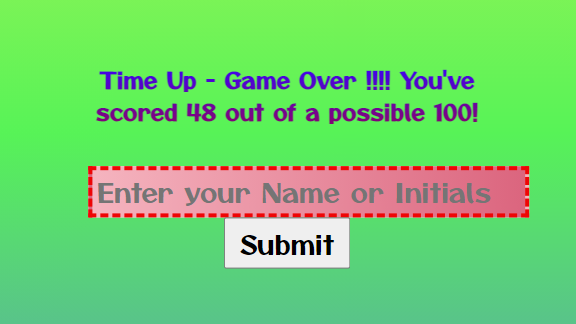 Time Up - Game Over !!!! You've
scored 48 out of a possible 100!
Enter your Name or Initials
Submit